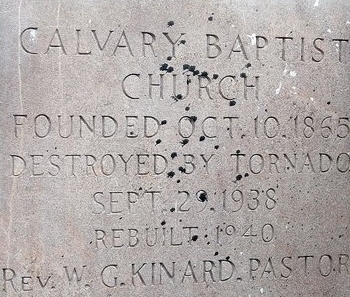 CALVARY BAPTIST
CHURCH
FOUNDED OCT. 10. 1865
DESTROYED BY TORNADO
SEPT. 29, 1938
REBUILT: 1940
REV. W. G. KINARD. PASTOR